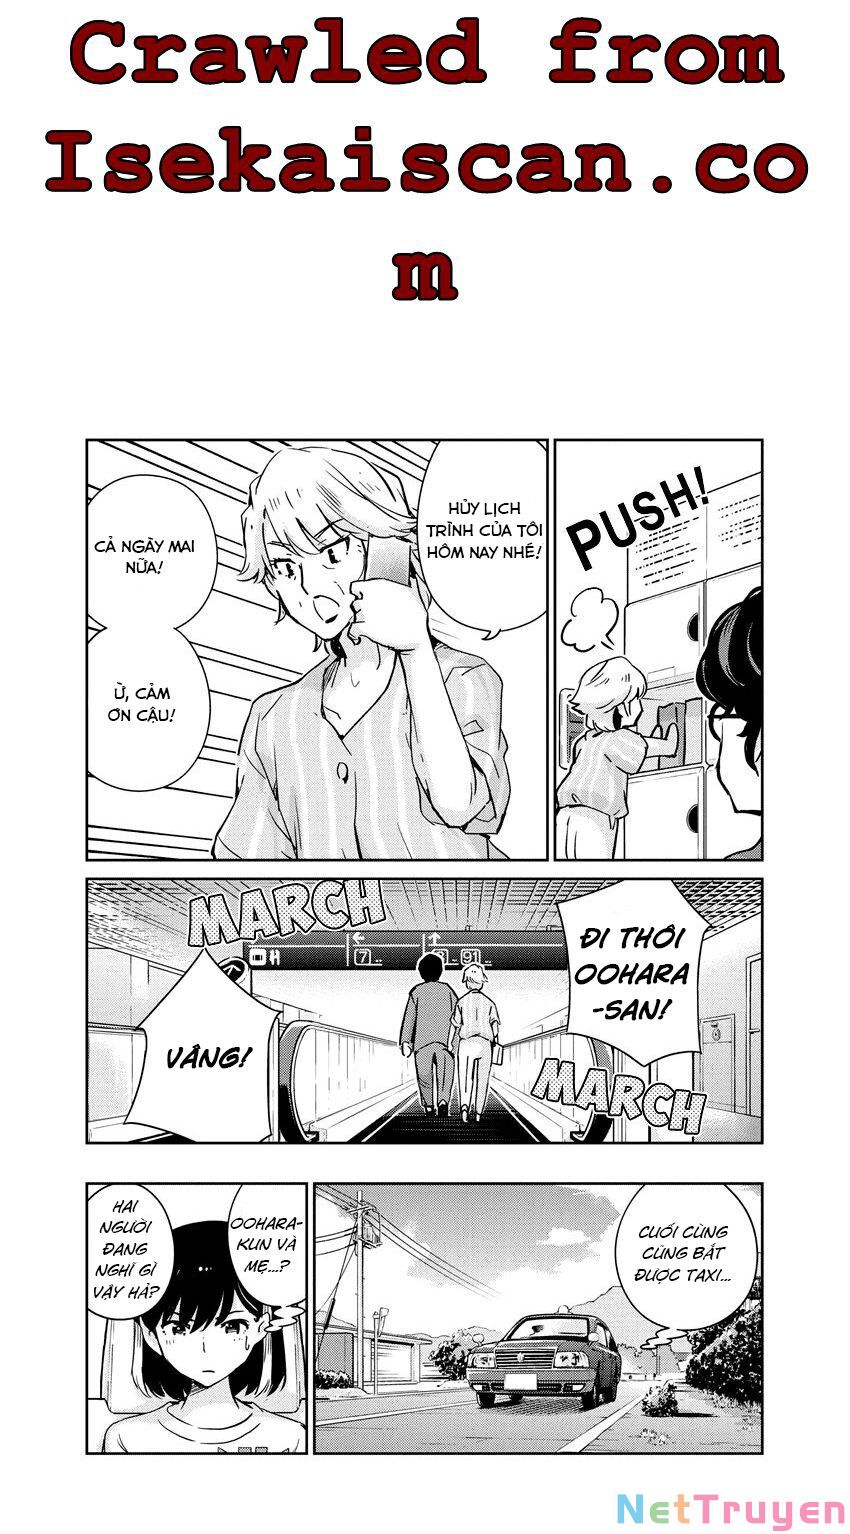 Crawled from
Isekaiscan.co
m
HỦY LỊCH
TRÌNH CỦA TÔI
HÔM NAY NHÉ!
CẢ NGÀY MAI
NỮA!
Ừ, CẢM
ƠN CẬU!
PUSH!
MARCH
ĐI THÔI
OOHARA
-SAN!
7
91
VÂNG!
MARCH
HAI
NGƯỜI
ĐANG
NGHĨ GÌ
VẬY HẢ?
OOHARA-
KUN VÀ
MẸ...?
CUỐI CÙNG
CŨNG BẮT
ĐƯỢC TAXI...
NetTruyen